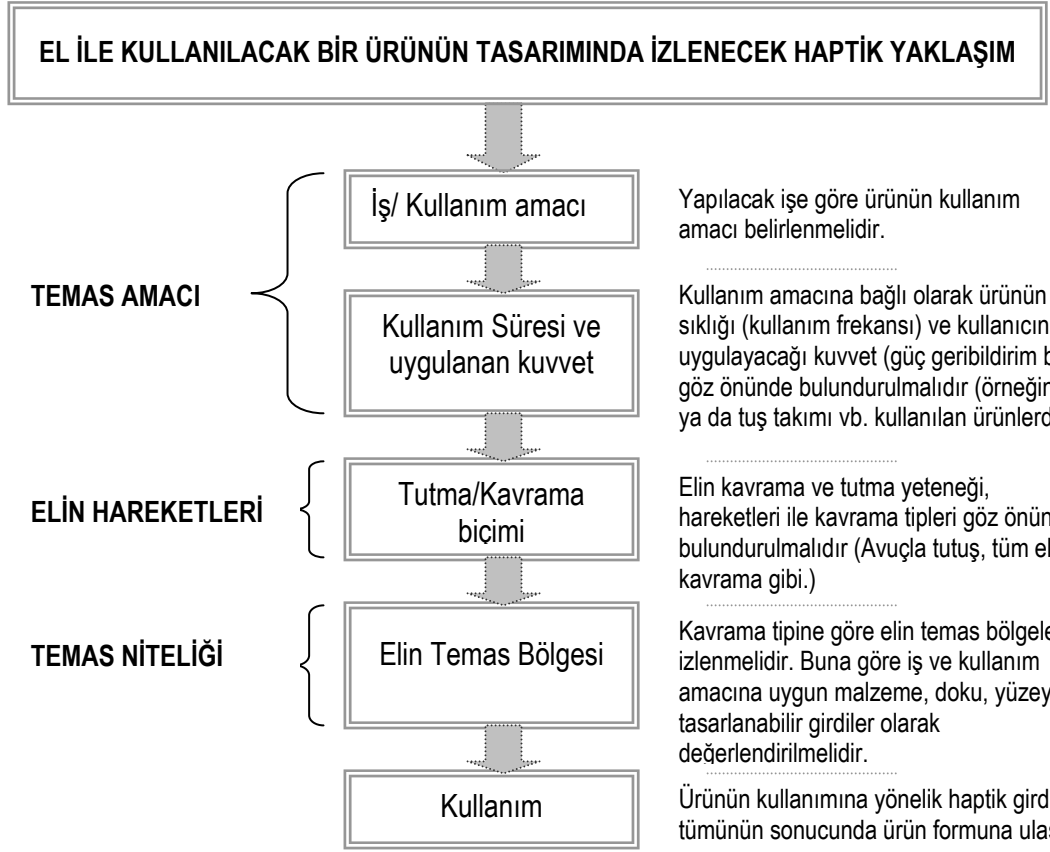 EL İLE KULLANILACAK BİR ÜRÜNÜN TASARIMINDA İZLENECEK HAPTİK YAKLAŞIM
İş/ Kullanım amacı
Yapılacak işe göre ürünün kullanım
amacı belirlenmelidir.
TEMAS AMACI
Kullanım Süresi ve
uygulanan kuvvet
Kullanım amacına bağlı olarak ürünün
sıklığı (kullanım frekansı) ve kullanıcın
uygulayacağı kuvvet (güç geribildirim b
göz önünde bulundurulmalıdır (örneğin
ya da tuş takımı vb. kullanılan ürünlerd
ELİN HAREKETLERİ
Tutma/Kavrama
biçimi
Elin kavrama ve tutma yeteneği,
hareketleri ile kavrama tipleri göz önün
bulundurulmalıdır (Avuçla tutuş, tüm el
kavrama gibi.)
TEMAS NİTELİĞİ
Elin Temas Bölgesi
Kavrama tipine göre elin temas bölgele
izlenmelidir. Buna göre iş ve kullanım
amacına uygun malzeme, doku, yüzey
tasarlanabilir girdiler olarak
değerlendirilmelidir.
Kullanım
Ürünün kullanımına yönelik haptik gird
tümünün sonucunda ürün formuna ulaş